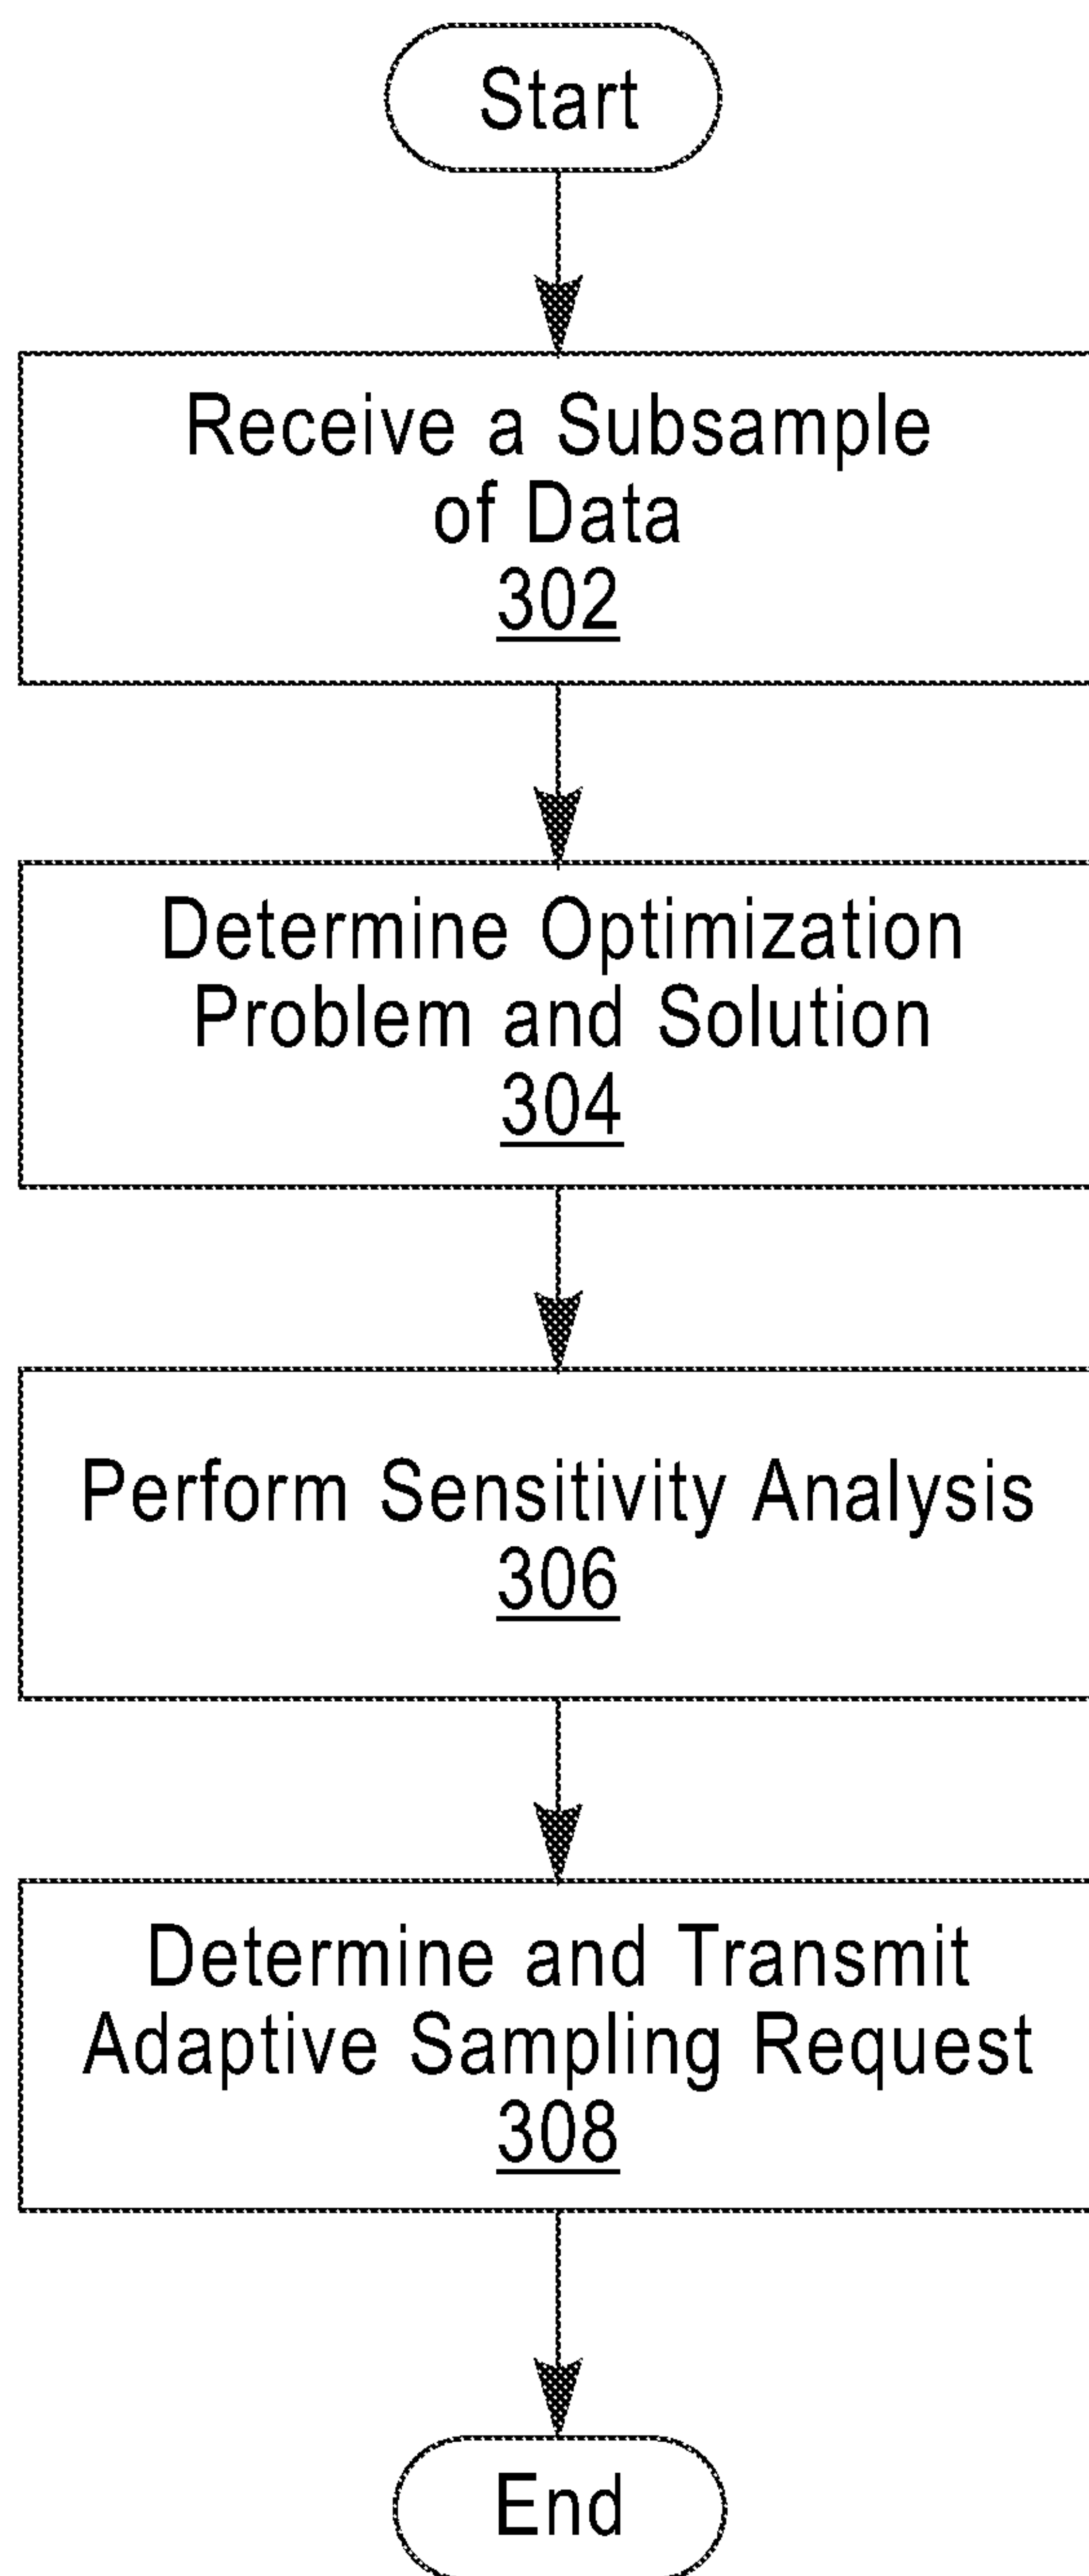 Start
Receive a Subsample
of Data
302
Determine Optimization
Problem and Solution
304
Perform Sensitivity Analysis
306
Determine and Transmit
Adaptive Sampling Request
308
End